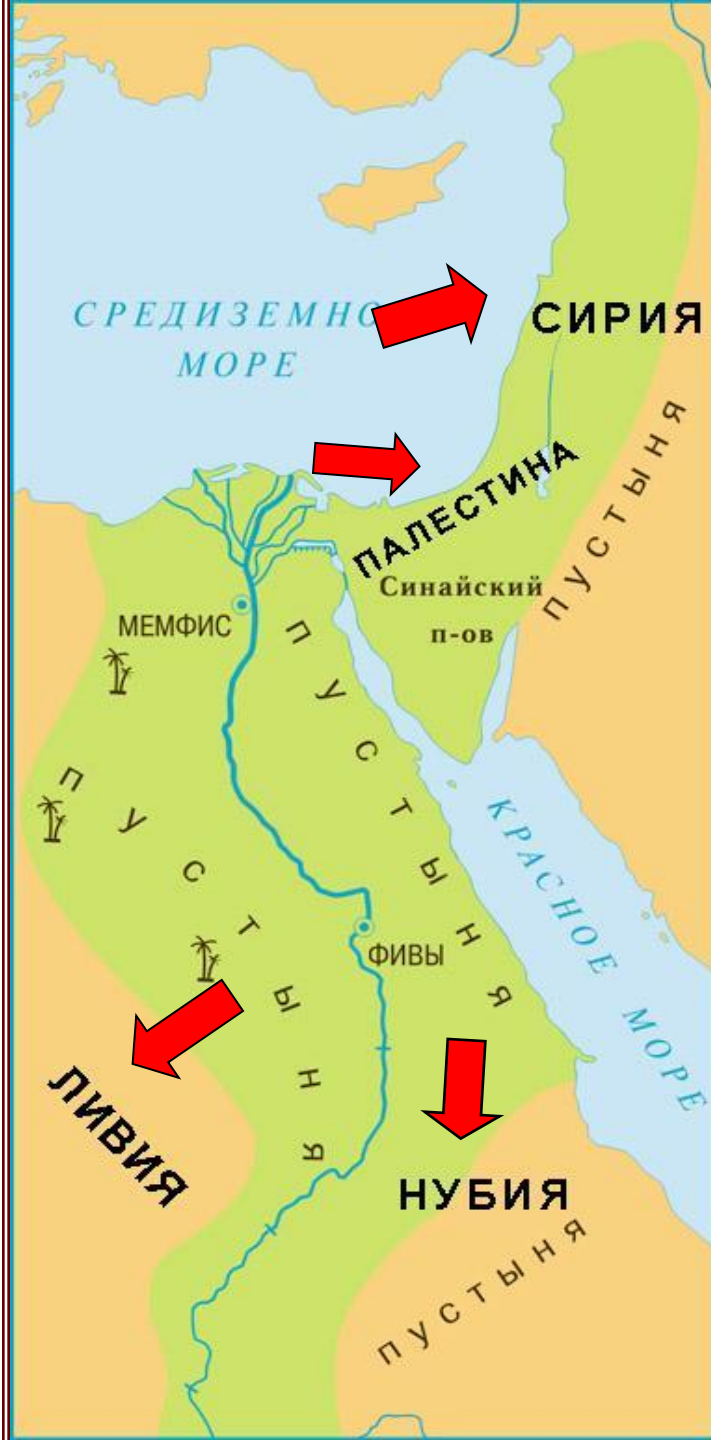 СРЕДИЗЕМНО
МОРЕ
СИРИЯ
ПАЛЕСТИНА
ПУСТЫНЯ
Синайский
п-ов
МЕМФИС
ПУСТЫНЯ
ПУСТЫНЯ
КРАСНОЕ МОРЕ
ФИВЫ
ЛИВИЯ
НУБИЯ
ПУСТЫНЯ